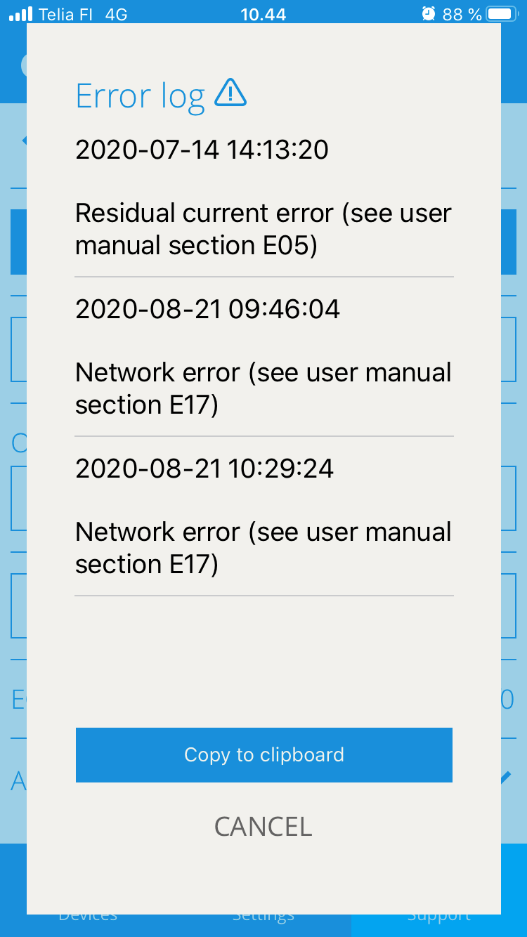 Telia FI 4G 10.44 88 %
Error log
2020-07-14 14:13:20
Residual current error (see user
manual section E05)
2020-08-21 09:46:04
Network error (see user manual
section E17)
2020-08-21 10:29:24
Network error (see user manual
section E17)
Copy to clipboard
CANCEL
Devices Settings Support